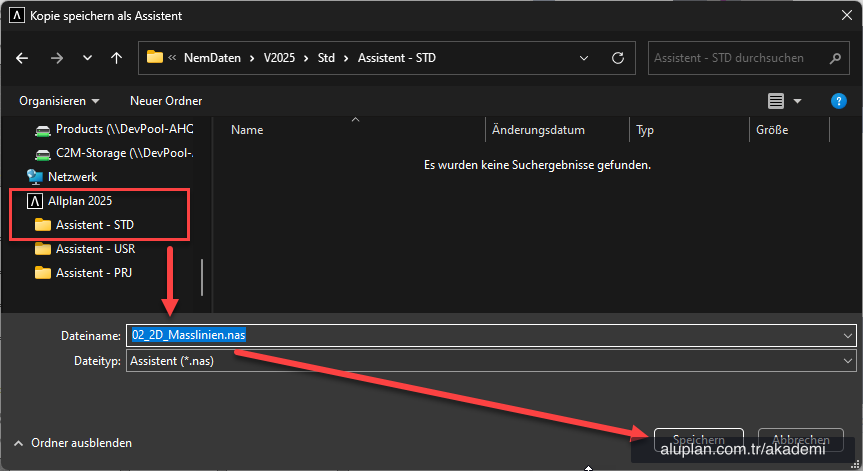 Kopie speichern als Assistent
« NemDaten › V2025 › Std › Assistent - STD
Assistent - STD durchsuchen
Organisieren
Neuer Ordner
?
Products (\\DevPool-AHC
C2M-Storage (\\DevPool-
Netzwerk
Allplan 2025
Assistent - STD
Assistent - USR
Assistent - PRJ
Name
Änderungsdatum
Typ
Größe
Es wurden keine Suchergebnisse gefunden.
Dateiname:
02_2D_Masslinien.nas
Dateityp:
Assistent (*.nas)
Ordner ausblenden
Speichern
Abbrechen
aluplan.com.tr/akademi